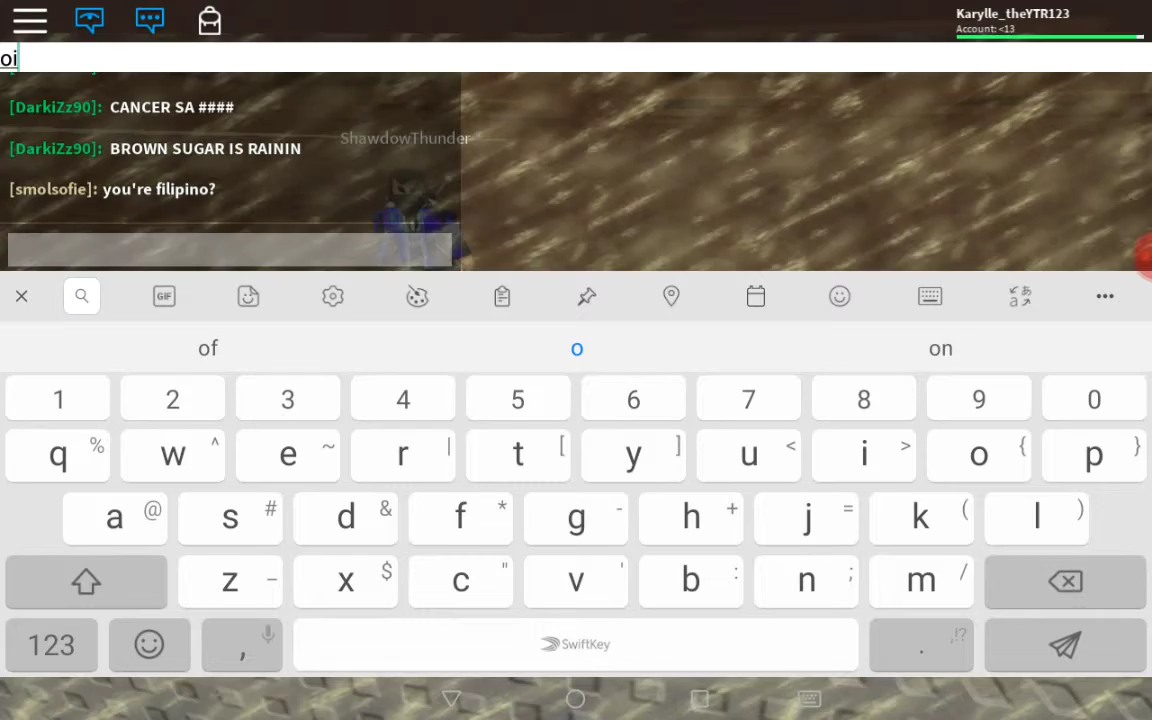 Karylle_theYTR123
Account: <13
oi
[DarkiZz90]: CANCER SA ####
ShawdowThunder
[DarkiZz90]: BROWN SUGAR IS RAININ
[smolsofie]: you're filipino?
GIF
of o on
1 2 3 4 5 6 7 8 9 0
q % w ^ e ~ r | t [ y ] u < i > o { p }
a @ s # d & f * g - h + j = k ( l )
z _ x $ c " v ' b : n ; m /
123 , SwiftKey . ,!?